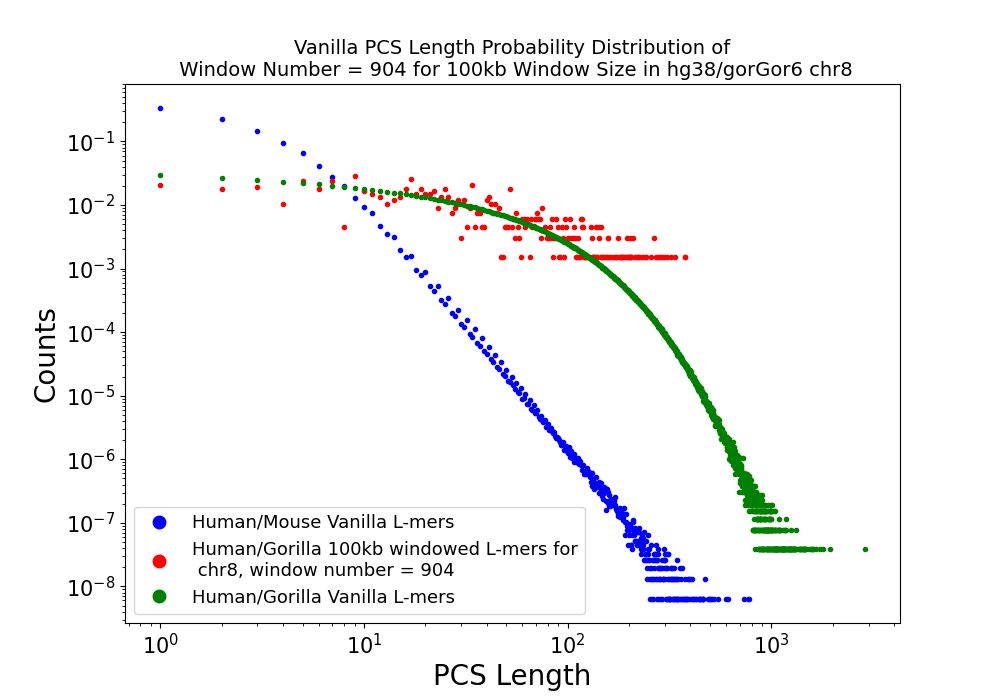 Vanilla PCS Length Probability Distribution of
Window Number = 904 for 100kb Window Size in hg38/gorGor6 chr8
Counts
10^-1
10^-2
10^-3
10^-4
10^-5
10^-6
10^-7
10^-8
Human/Mouse Vanilla L-mers
Human/Gorilla 100kb windowed L-mers for
chr8, window number = 904
Human/Gorilla Vanilla L-mers
10^0 10^1 10^2 10^3
PCS Length